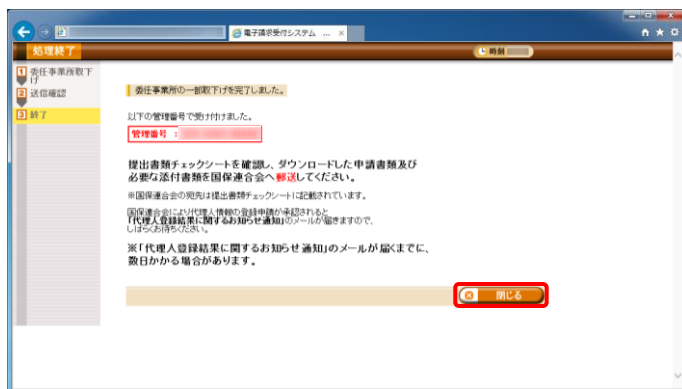 電子請求受付システム ...
処理終了
時刻
1 委任事業所取下げ
2 送信確認
3 終了
委任事業所の一部取下げを完了しました。
以下の管理番号で受け付けました。
管理番号 ：
提出書類チェックシートを確認し、ダウンロードした申請書類及び
必要な添付書類を国保連合会へ郵送してください。
※国保連合会の宛先は提出書類チェックシートに記載されています。
国保連合会により代理人情報の登録申請が承認されると
「代理人登録結果に関するお知らせ通知」のメールが届きますので、
しばらくお待ちください。
※「代理人登録結果に関するお知らせ通知」のメールが届くまでに、
数日かかる場合があります。
閉じる